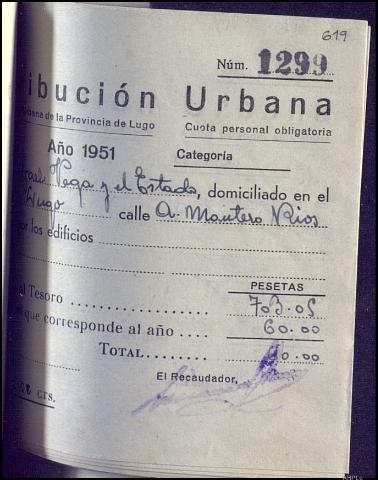 619
Núm. 1299
ibución Urbana
de la Provincia de Lugo
Cuota personal obligatoria
Año 1951 Categoría
Vega y el Estado, domiciliado en el
Lugo calle A. Montero Rios
los edificios
PESETAS
al Tesoro 703.05
que corresponde al año 60.00
TOTAL 00.00
El Recaudador,
CTS.